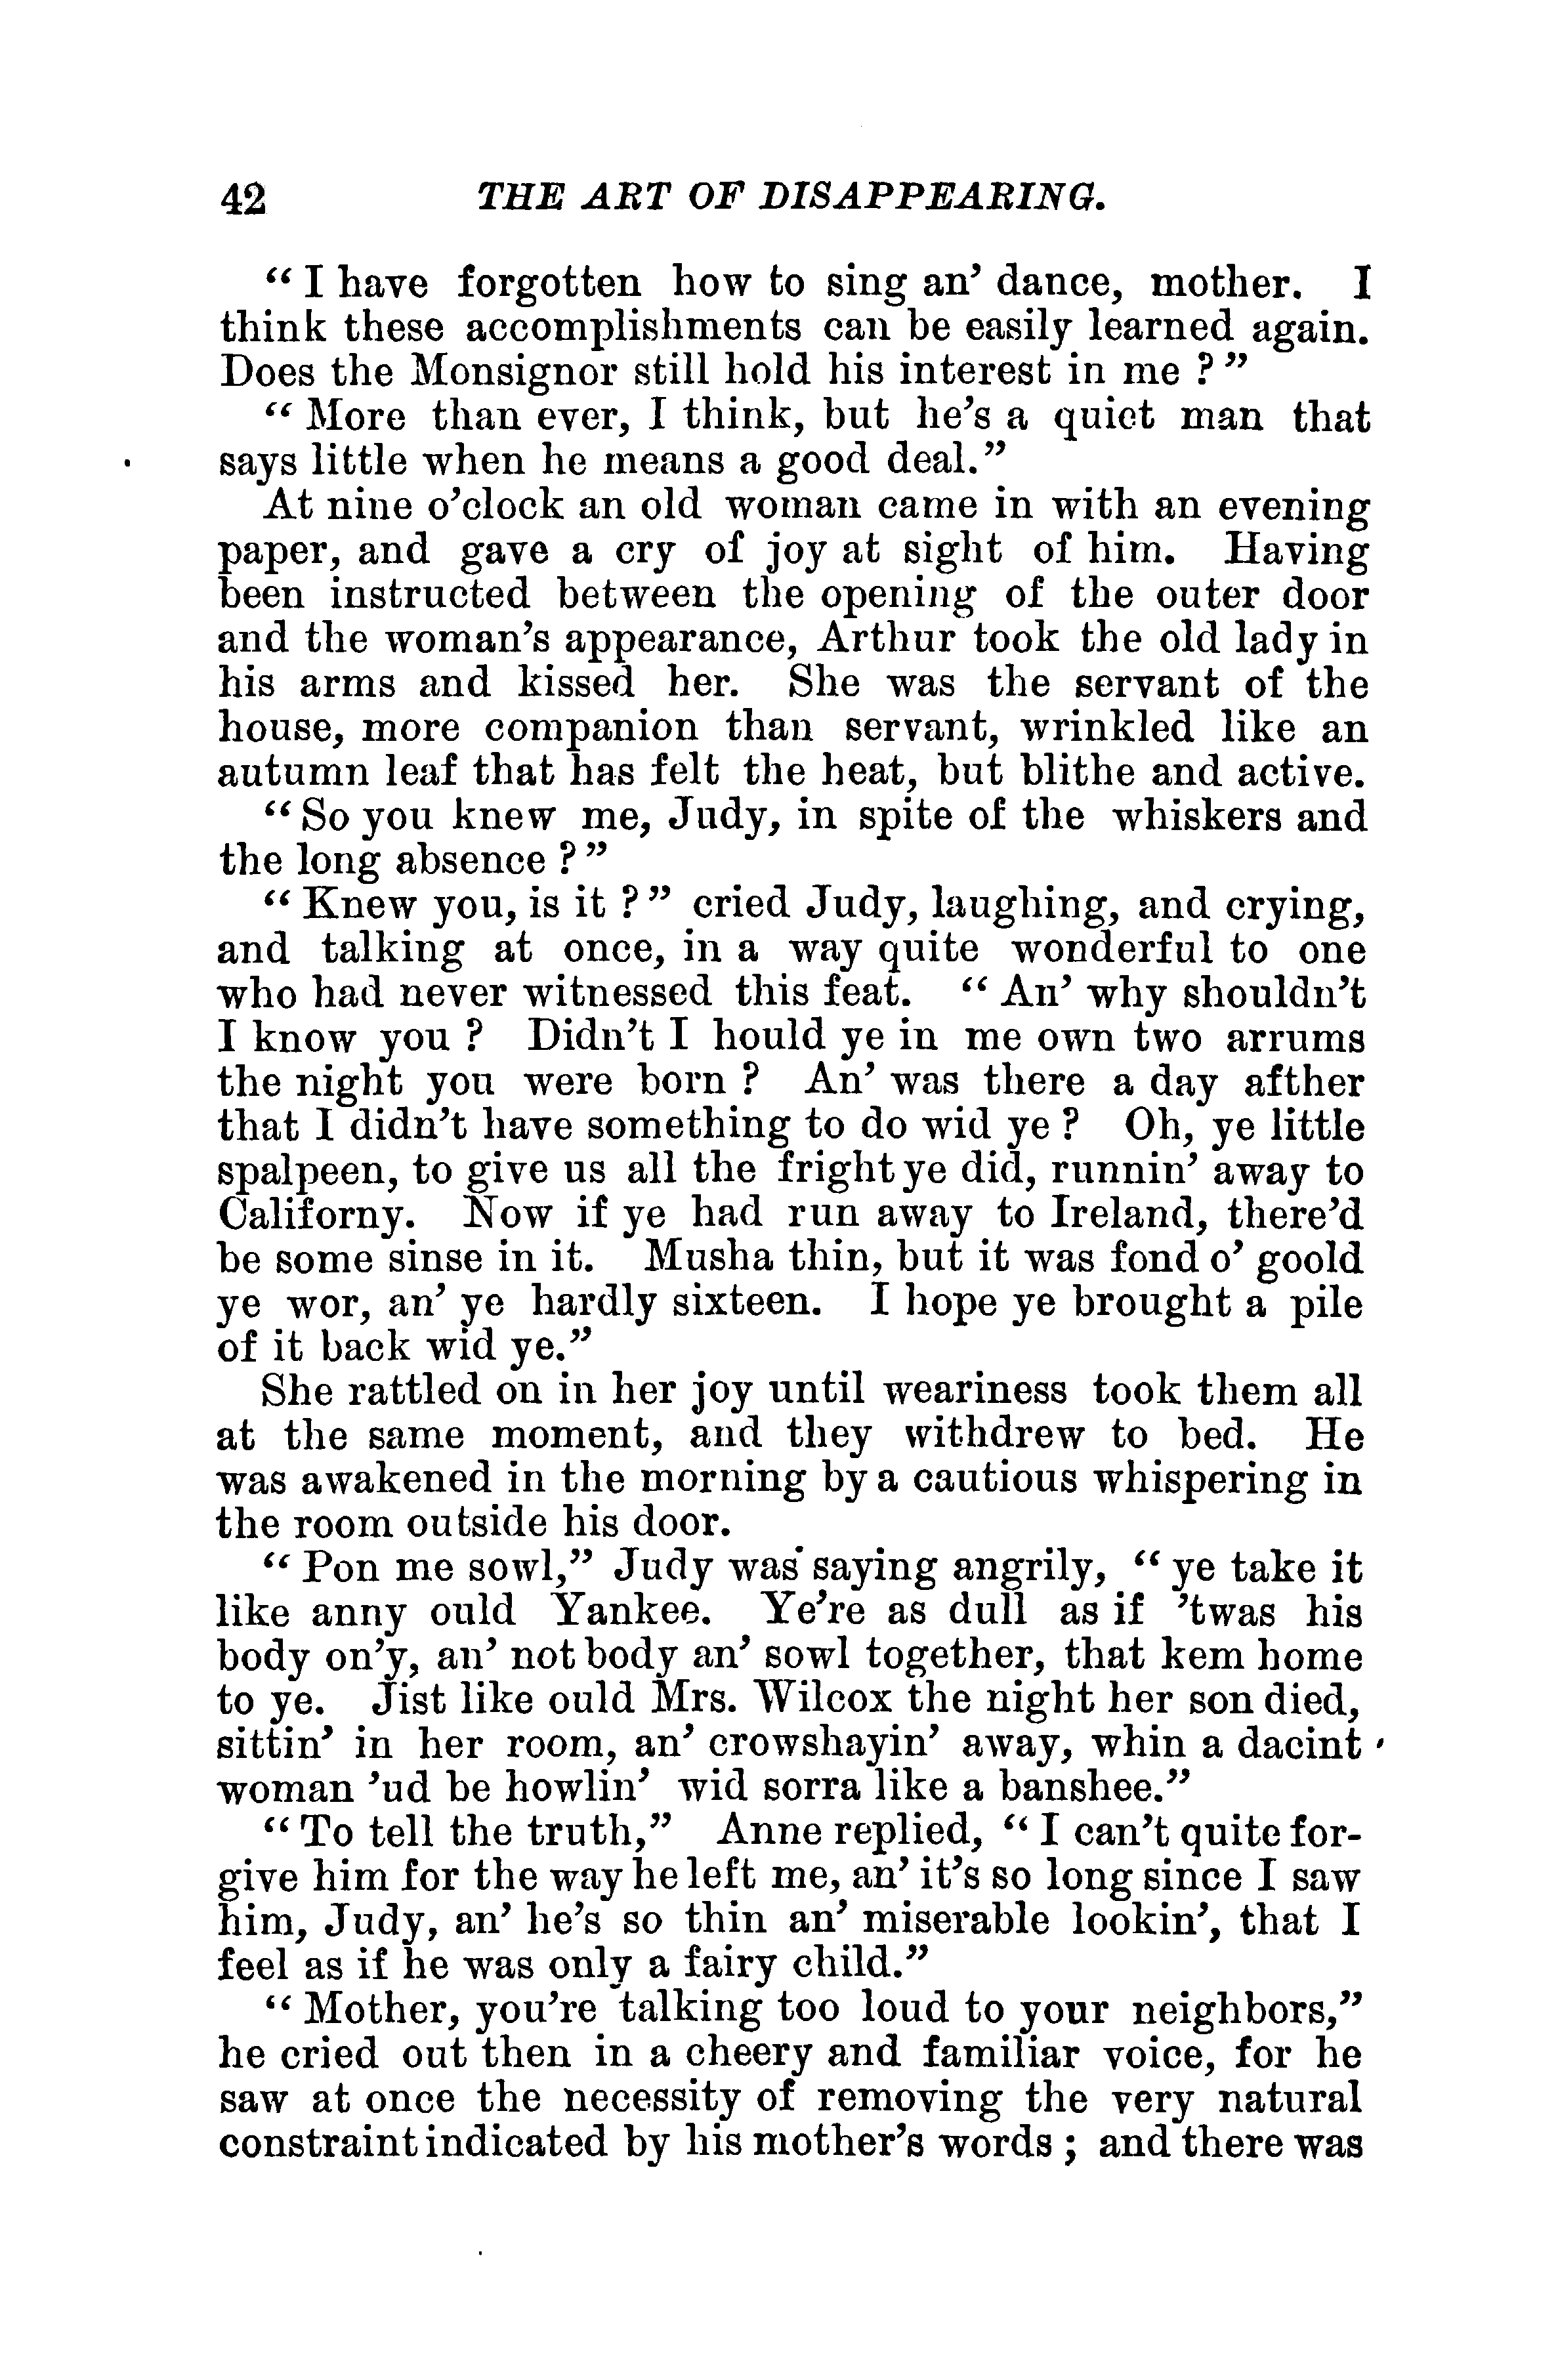 42 THE ART OF DISAPPEARING.
“ I have forgotten how to sing an’ dance, mother. I
think these accomplishments can be easily learned again.
Does the Monsignor still hold his interest in me ? ”
“ More than ever, I think, but he’s a quiet man that
says little when he means a good deal.”
At nine o’clock an old woman came in with an evening
paper, and gave a cry of joy at sight of him. Having
been instructed between the opening of the outer door
and the woman’s appearance, Arthur took the old lady in
his arms and kissed her. She was the servant of the
house, more companion than servant, wrinkled like an
autumn leaf that has felt the heat, but blithe and active.
“ So you knew me, Judy, in spite of the whiskers and
the long absence ? ”
“ Knew you, is it ? ” cried Judy, laughing, and crying,
and talking at once, in a way quite wonderful to one
who had never witnessed this feat. “ An’ why shouldn’t
I know you ? Didn’t I hould ye in me own two arrums
the night you were born ? An’ was there a day afther
that I didn’t have something to do wid ye ? Oh, ye little
spalpeen, to give us all the fright ye did, runnin’ away to
Californy. Now if ye had run away to Ireland, there’d
be some sinse in it. Musha thin, but it was fond o’ goold
ye wor, an’ ye hardly sixteen. I hope ye brought a pile
of it back wid ye.”
She rattled on in her joy until weariness took them all
at the same moment, and they withdrew to bed. He
was awakened in the morning by a cautious whispering in
the room outside his door.
“ Pon me sowl,” Judy was saying angrily, “ ye take it
like anny ould Yankee. Ye’re as dull as if ’twas his
body on’y, an’ not body an’ sowl together, that kem home
to ye. Jist like ould Mrs. Wilcox the night her son died,
sittin’ in her room, an’ crowshayin’ away, whin a dacint
woman ’ud be howlin’ wid sorra like a banshee.”
“ To tell the truth,” Anne replied, “ I can’t quite for-
give him for the way he left me, an’ it’s so long since I saw
him, Judy, an’ he’s so thin an’ miserable lookin’, that I
feel as if he was only a fairy child.”
“ Mother, you’re talking too loud to your neighbors,”
he cried out then in a cheery and familiar voice, for he
saw at once the necessity of removing the very natural
constraint indicated by his mother’s words ; and there was